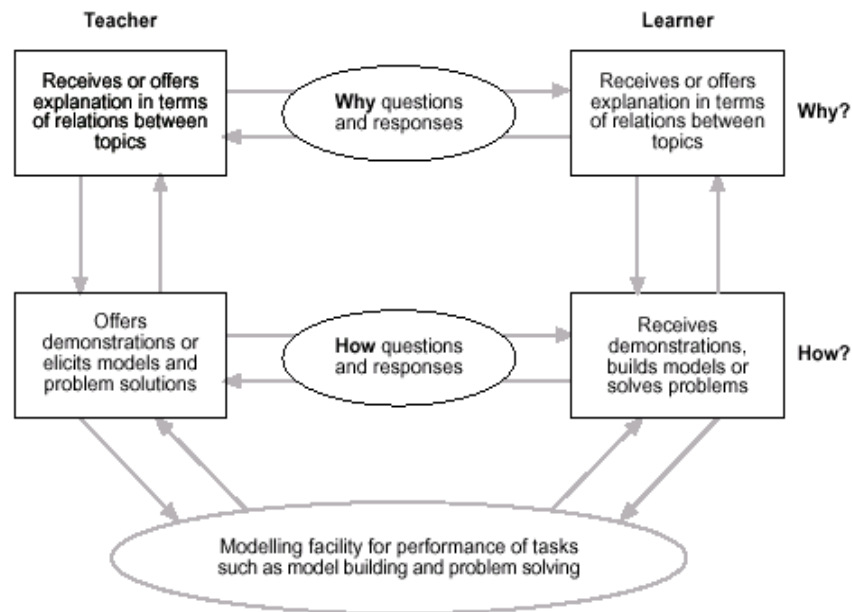 Teacher
Learner
Receives or offers
explanation in terms
of relations between
topics
Why questions
and responses
Receives or offers
explanation in terms
of relations between
topics
Why?
Offers
demonstrations or
elicits models and
problem solutions
How questions
and responses
Receives
demonstrations,
builds models or
solves problems
How?
Modelling facility for performance of tasks
such as model building and problem solving